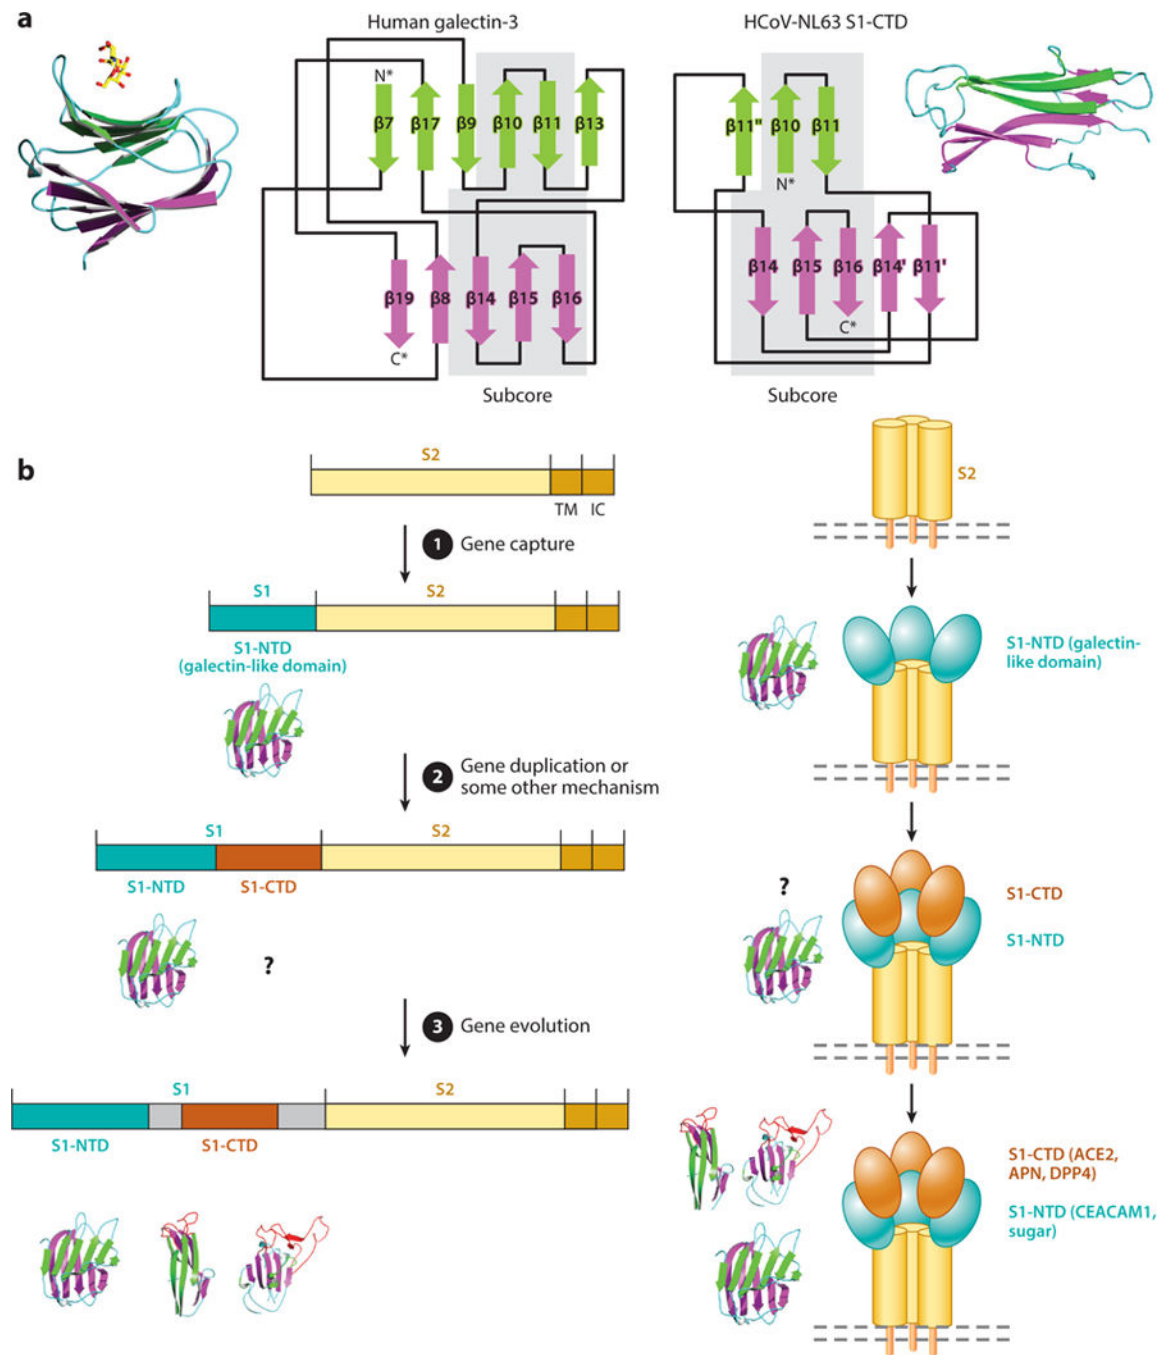 a
Human galectin-3
HCoV-NL63 S1-CTD
N*
β7
β17
β9
β10
β11
β13
β19
β8
β14
β15
β16
C*
Subcore
β11"
β10
β11
N*
β14
β15
β16
β14'
β11'
C*
Subcore
b
S2
TM
IC
1 Gene capture
S1
S2
S1-NTD
(galectin-like domain)
2 Gene duplication or
some other mechanism
S1
S2
S1-NTD
S1-CTD
?
3 Gene evolution
S1
S2
S1-NTD
S1-CTD
S2
S1-NTD (galectin-
like domain)
?
S1-CTD
S1-NTD
S1-CTD (ACE2,
APN, DPP4)
S1-NTD (CEACAM1,
sugar)